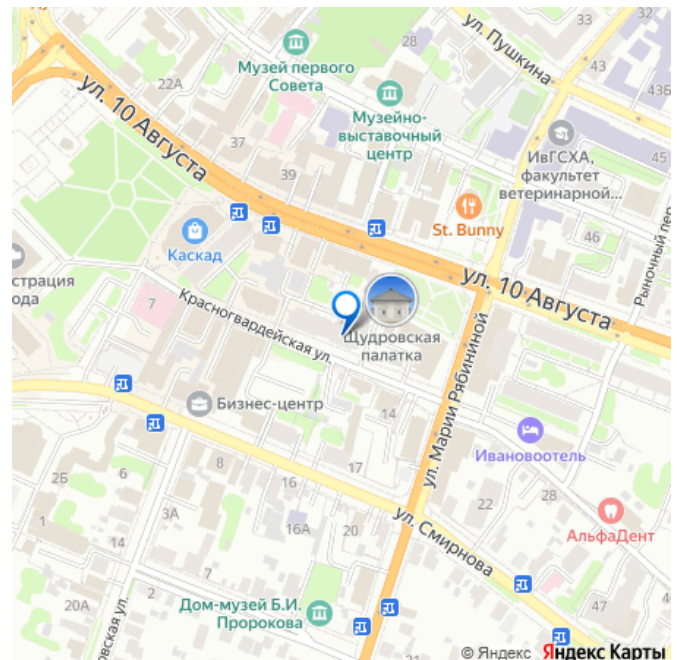 28
ул. Пушкина
43
43Б
Музей первого
Совета
22А
Музейно-
выставочный
центр
ул. 10 Августа
37
ИвГСХА,
факультет
ветеринарной...
45
39
St. Bunny
46
Рыночный пер
Каскад
ул. 10 Августа
страция
ода
7
Красногвардейская ул.
Щудровская
палатка
ул. Марии Рябининой
Бизнес-центр
14
Ивановоотель
2Б
6
8
16
17
22
28
АльфаДент
1
3А
14
16А
20
ул. Смирнова
20А
2
7
Дом-музей Б.И.
Пророкова
47
40
овская ул.
© Яндекс Яндекс Карты